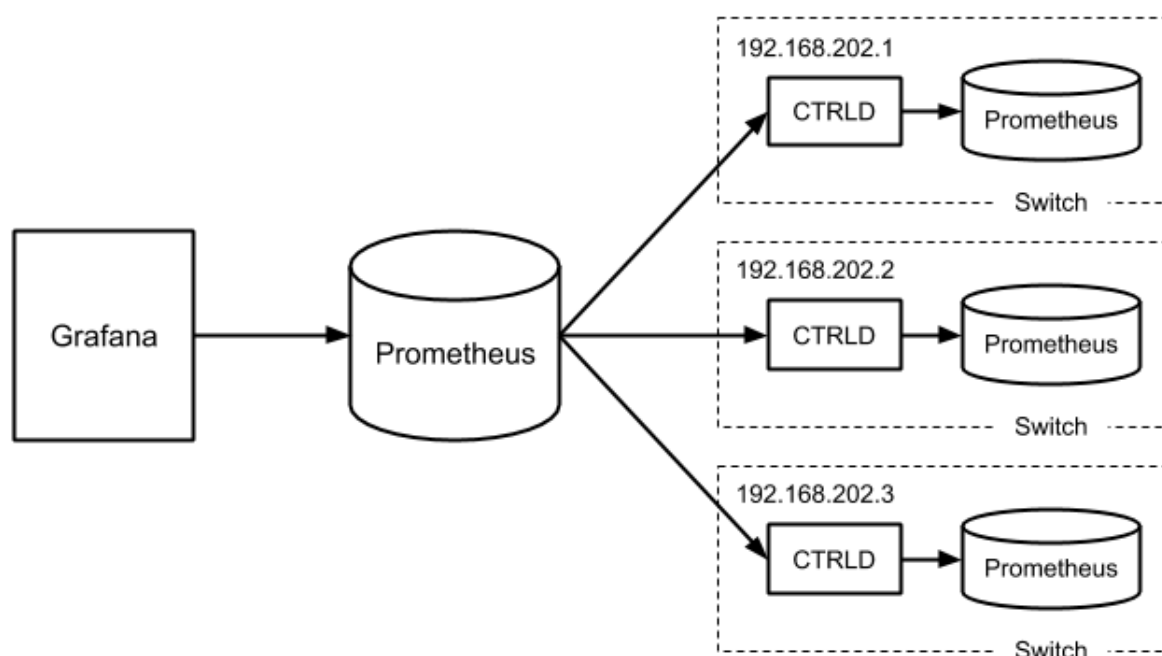 Grafana
Prometheus
192.168.202.1
CTRLD
Prometheus
Switch
192.168.202.2
CTRLD
Prometheus
Switch
192.168.202.3
CTRLD
Prometheus
Switch